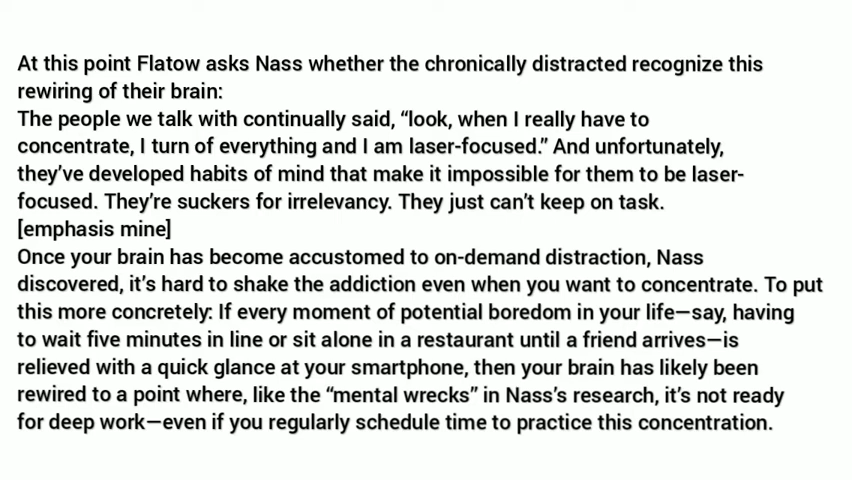 At this point Flatow asks Nass whether the chronically distracted recognize this
rewiring of their brain:
The people we talk with continually said, “look, when I really have to
concentrate, I turn of everything and I am laser-focused.” And unfortunately,
they’ve developed habits of mind that make it impossible for them to be laser-
focused. They’re suckers for irrelevancy. They just can’t keep on task.
[emphasis mine]
Once your brain has become accustomed to on-demand distraction, Nass
discovered, it’s hard to shake the addiction even when you want to concentrate. To put
this more concretely: If every moment of potential boredom in your life—say, having
to wait five minutes in line or sit alone in a restaurant until a friend arrives—is
relieved with a quick glance at your smartphone, then your brain has likely been
rewired to a point where, like the “mental wrecks” in Nass’s research, it’s not ready
for deep work—even if you regularly schedule time to practice this concentration.